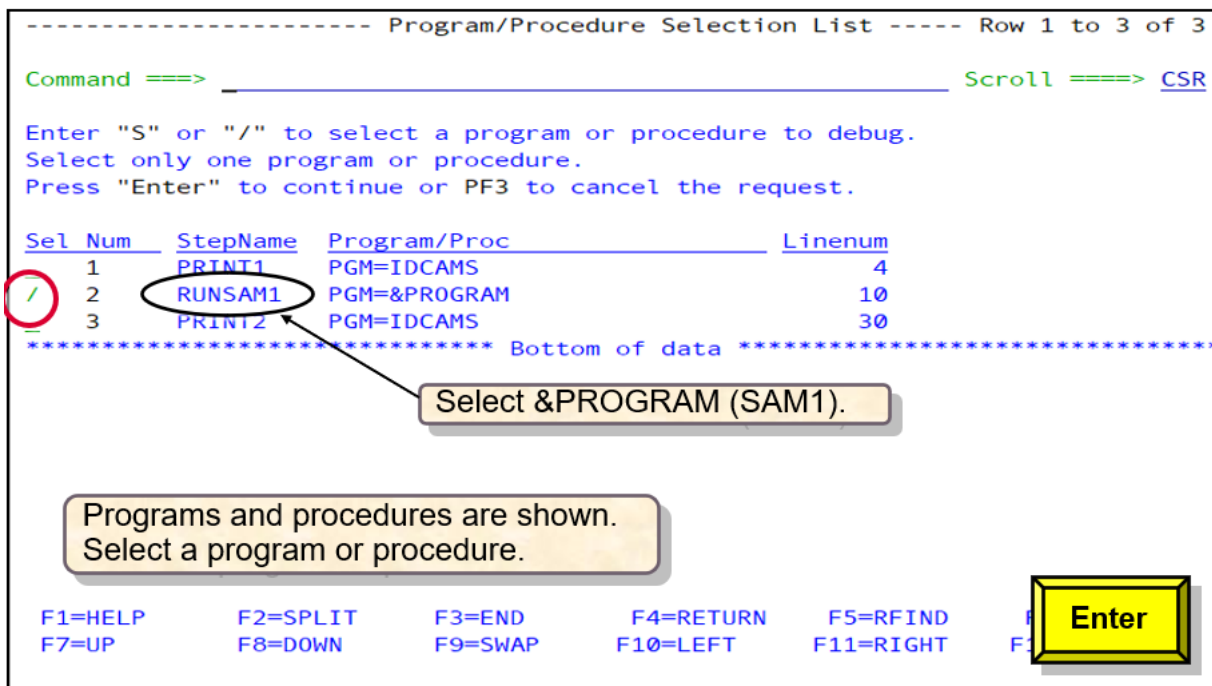 ----------------------- Program/Procedure Selection List ----- Row 1 to 3 of 3
Command ===> _ Scroll ====> CSR
Enter "S" or "/" to select a program or procedure to debug.
Select only one program or procedure.
Press "Enter" to continue or PF3 to cancel the request.
Sel Num StepName Program/Proc Linenum
1 PRINT1 PGM=IDCAMS 4
/ 2 RUNSAM1 PGM=&PROGRAM 10
_ 3 PRINT2 PGM=IDCAMS 30
******************************* Bottom of data *******************************
Select &PROGRAM (SAM1).
Programs and procedures are shown.
Select a program or procedure.
F1=HELP F2=SPLIT F3=END F4=RETURN F5=RFIND
F7=UP F8=DOWN F9=SWAP F10=LEFT F11=RIGHT
Enter